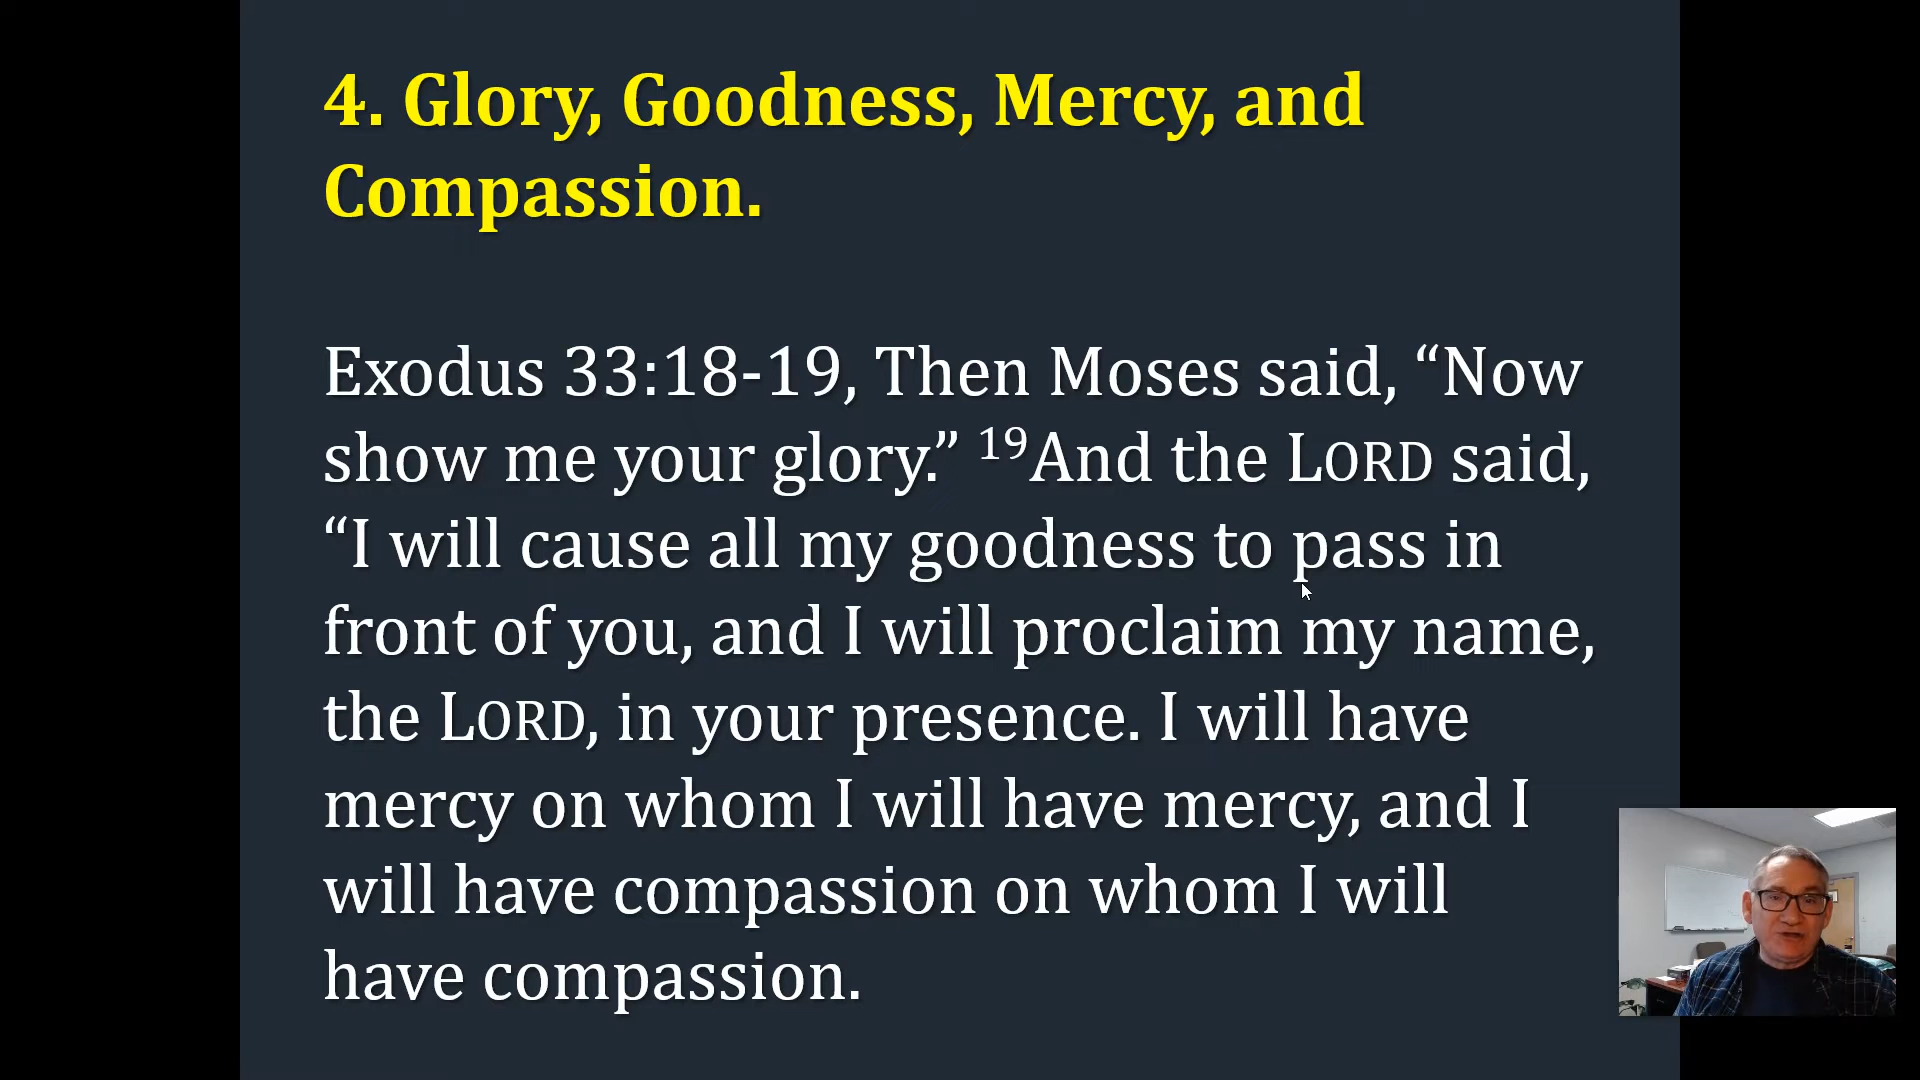 4. Glory, Goodness, Mercy, and
Compassion.
Exodus 33:18-19, Then Moses said, “Now
show me your glory.” 19And the LORD said,
“I will cause all my goodness to pass in
front of you, and I will proclaim my name,
the LORD, in your presence. I will have
mercy on whom I will have mercy, and I
will have compassion on whom I will
have compassion.